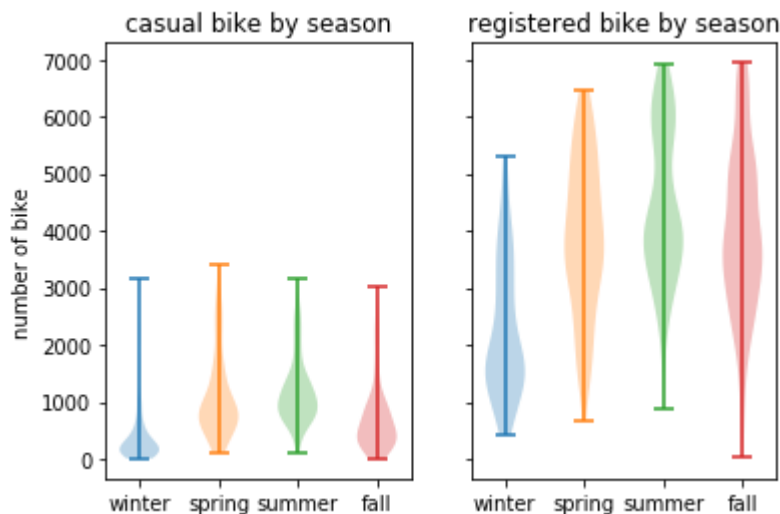 casual bike by season
registered bike by season
number of bike
7000
6000
5000
4000
3000
2000
1000
0
winter spring summer fall
winter spring summer fall